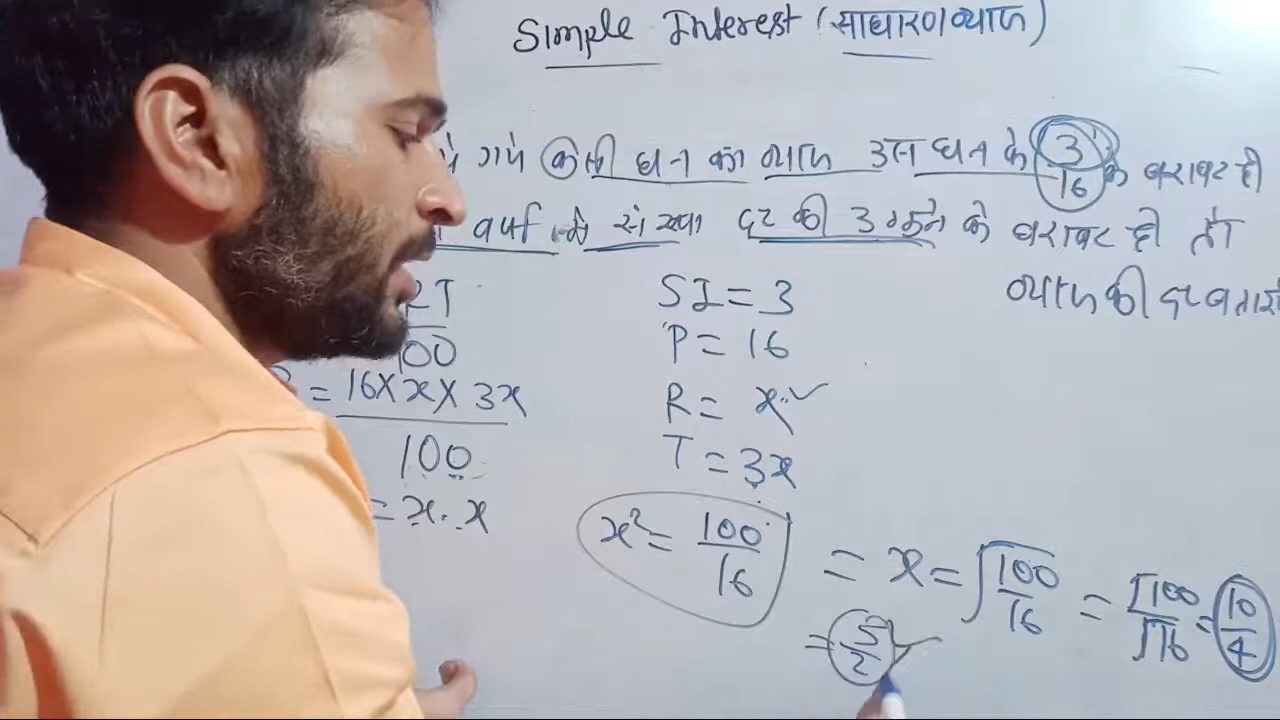 Simple Interest (साधारण व्याज)
गये किसी धन का व्याज उस धन के 3/16 के बराबर हो
वर्षो की संख्या दर की 3 गुने के बराबर हो तो
व्याज की दर बताओ
RT
100
= 16 × x × 3x
100
= x . x
SI = 3
P = 16
R = x
T = 3x
x² = 100/16 = x = √100/16 = √100/√16 = 10/4
= 5/2